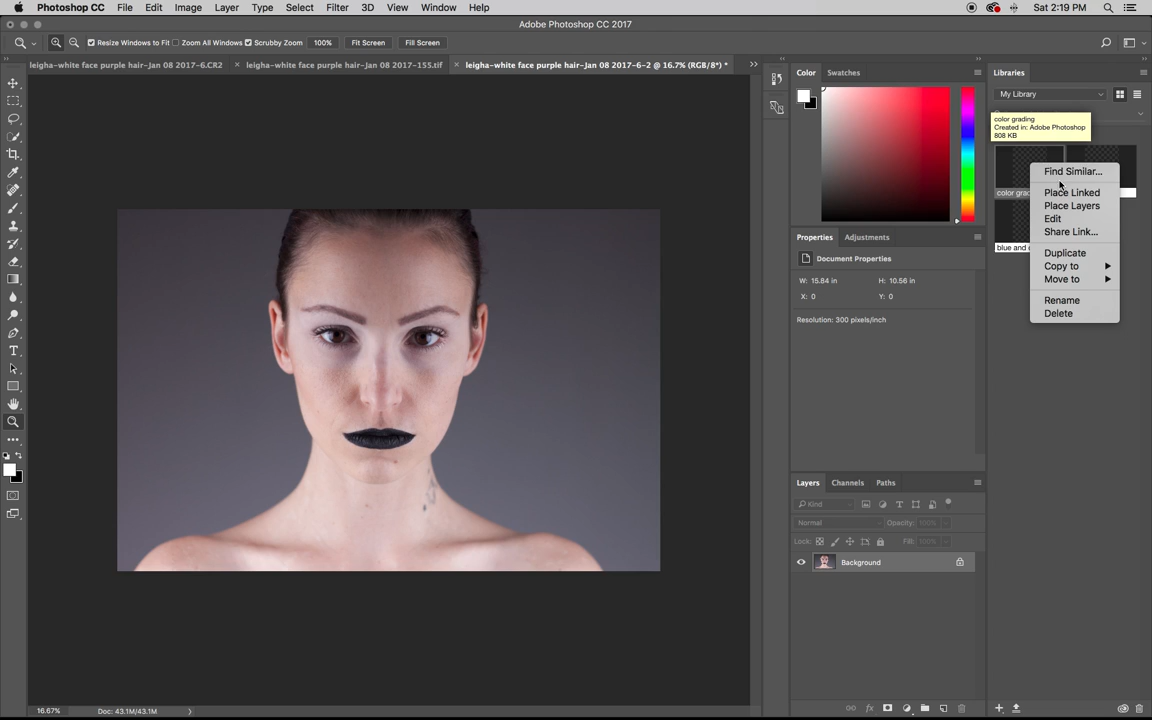 Photoshop CC File Edit Image Layer Type Select Filter 3D View Window Help Sat 2:19 PM
Adobe Photoshop CC 2017
Resize Windows to Fit Zoom All Windows Scrubby Zoom 100% Fit Screen Fill Screen
leigha-white face purple hair-Jan 08 2017-6.CR2 × leigha-white face purple hair-Jan 08 2017-155.tif × leigha-white face purple hair-Jan 08 2017-6-2 @ 16.7% (RGB/8*) *
Color Swatches
Libraries
My Library
color grading
Created in: Adobe Photoshop
808 KB
color grad
blue and
Find Similar...
Place Linked
Place Layers
Edit
Share Link...
Duplicate
Copy to
Move to
Rename
Delete
Properties Adjustments
Document Properties
W: 15.84 in H: 10.56 in
X: 0 Y: 0
Resolution: 300 pixels/inch
Layers Channels Paths
Kind
Normal Opacity: 100%
Lock: Fill: 100%
Background
16.67% Doc: 43.1M/43.1M